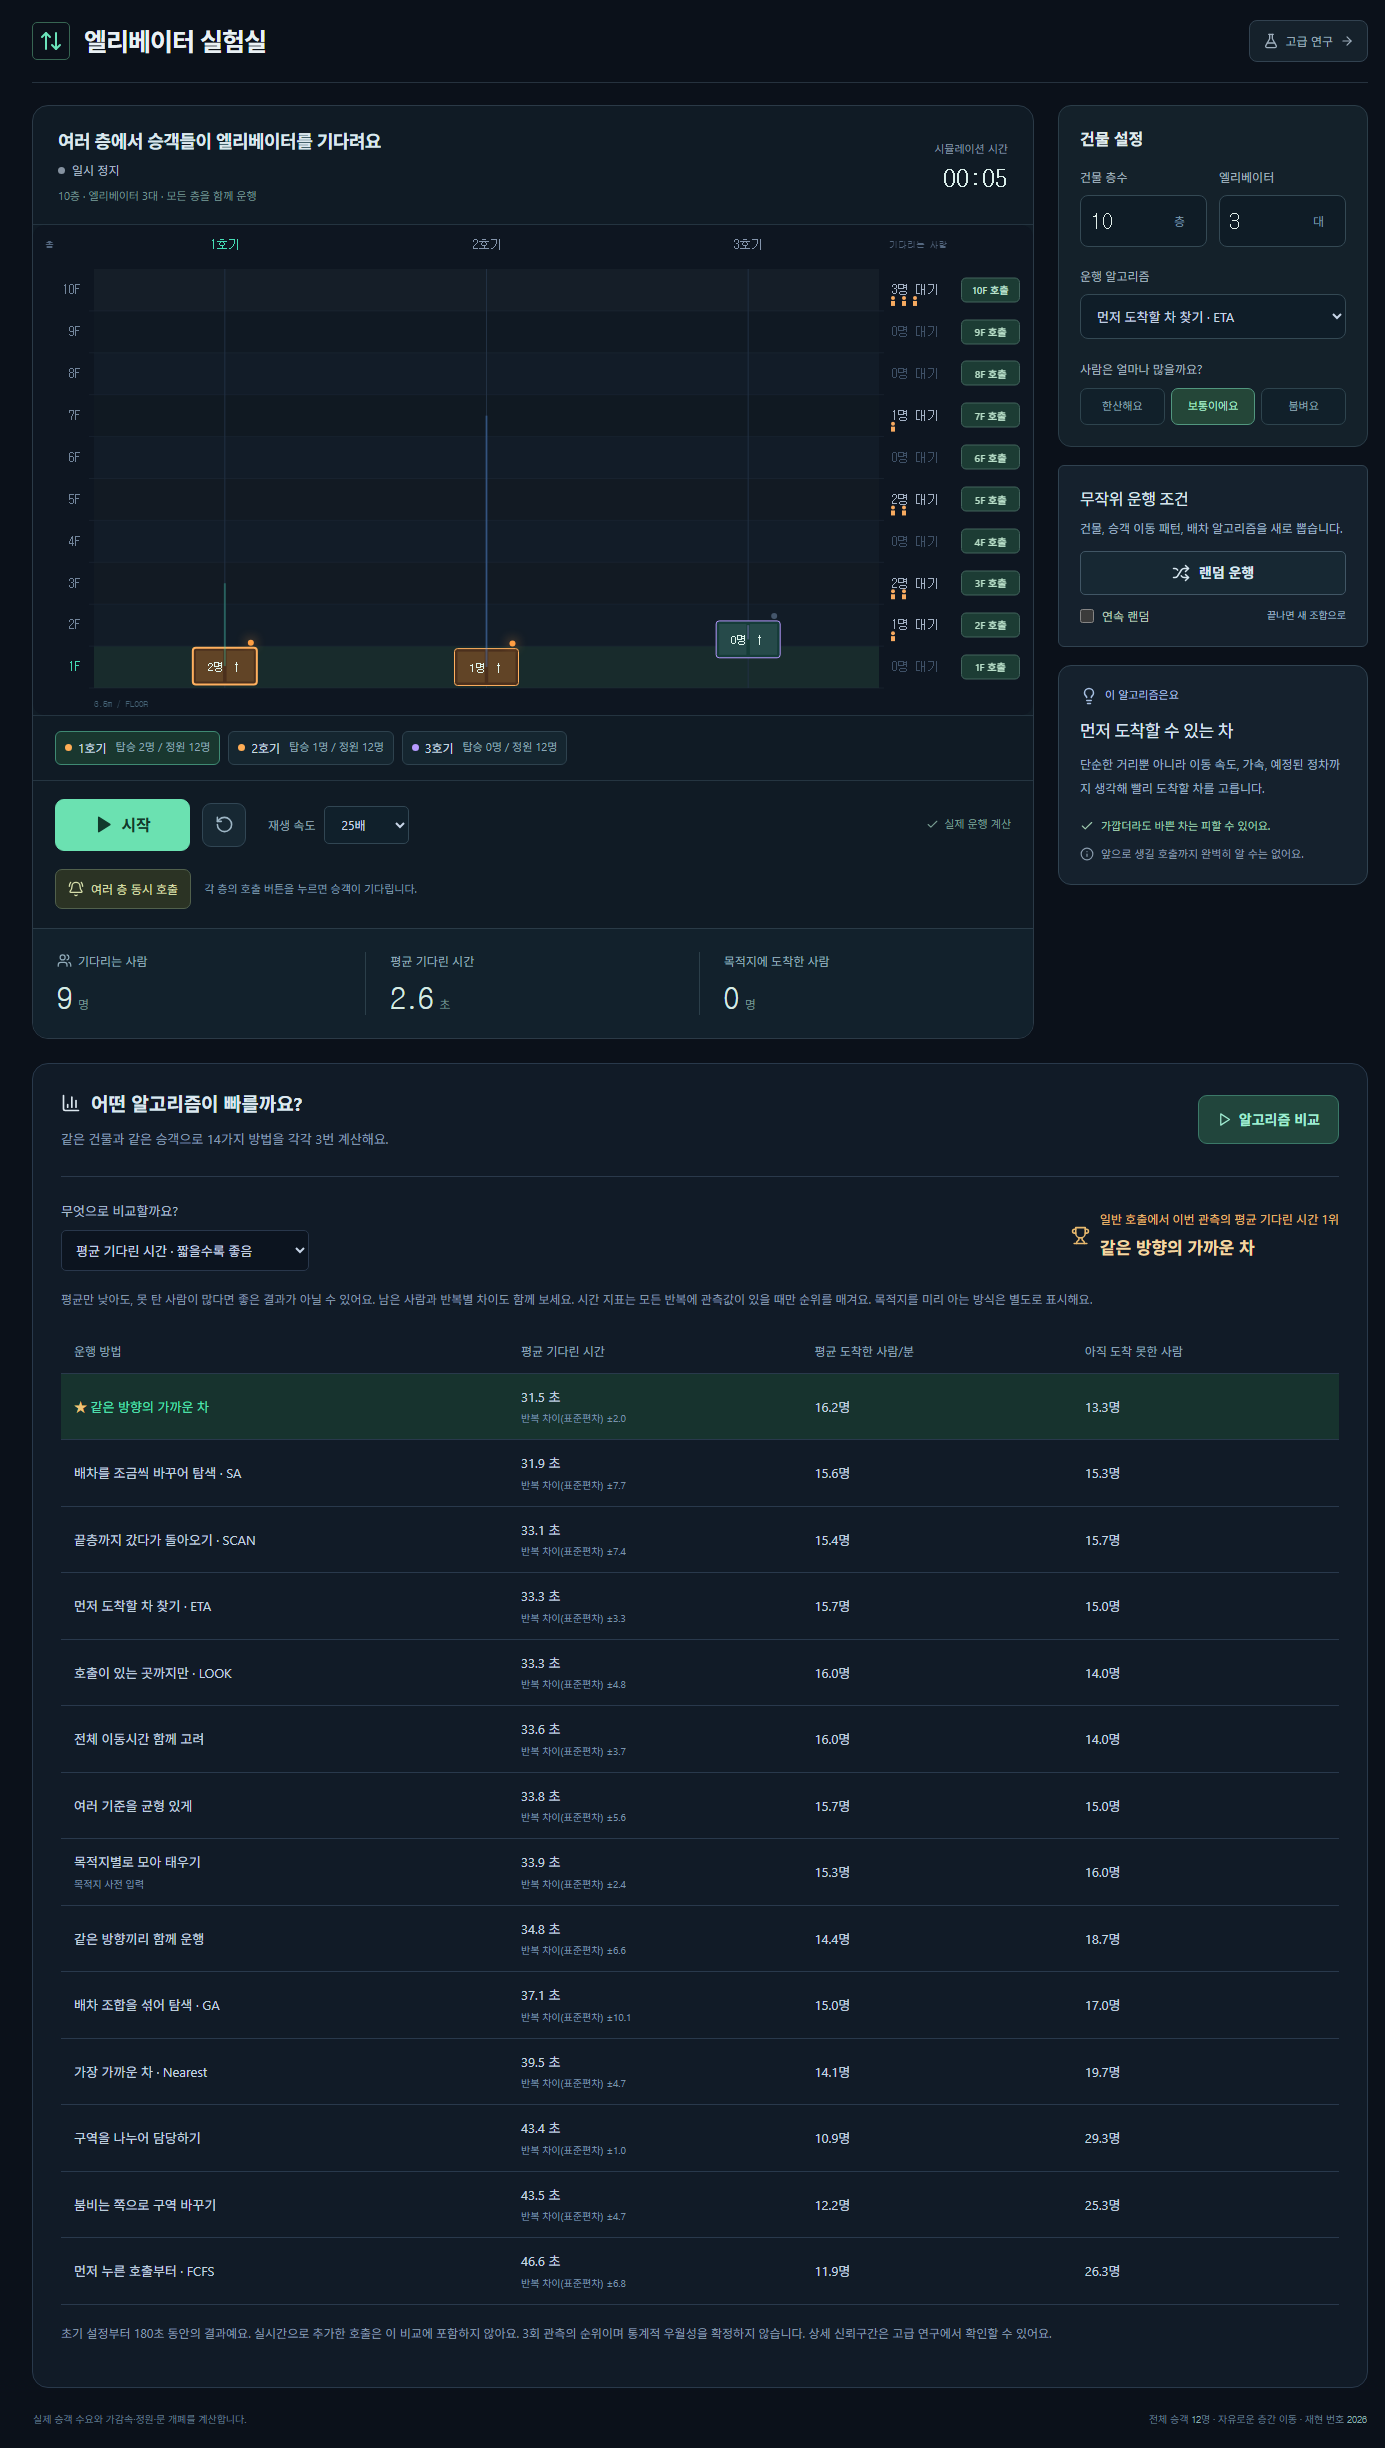 엘리베이터 실험실
고급 연구 →
여러 층에서 승객들이 엘리베이터를 기다려요
일시 정지
10층 · 엘리베이터 3대 · 모든 층을 함께 운행
시뮬레이션 시간
00:05
층 1호기 2호기 3호기 기다리는 사람
10F 3명 대기 10F 호출
9F 0명 대기 9F 호출
8F 0명 대기 8F 호출
7F 1명 대기 7F 호출
6F 0명 대기 6F 호출
5F 2명 대기 5F 호출
4F 0명 대기 4F 호출
3F 2명 대기 3F 호출
2F 1명 대기 2F 호출
0명 ↑
1F 2명 ↑ 1명 ↑ 0명 대기 1F 호출
3.6m / FLOOR
1호기 탑승 2명 / 정원 12명
2호기 탑승 1명 / 정원 12명
3호기 탑승 0명 / 정원 12명
시작
재생 속도 25배
실제 운행 계산
여러 층 동시 호출
각 층의 호출 버튼을 누르면 승객이 기다립니다.
기다리는 사람
9 명
평균 기다린 시간
2.6 초
목적지에 도착한 사람
0 명
건물 설정
건물 층수 엘리베이터
10 층 3 대
운행 알고리즘
먼저 도착할 차 찾기 · ETA
사람은 얼마나 많을까요?
한산해요 보통이에요 붐벼요
무작위 운행 조건
건물, 승객 이동 패턴, 배차 알고리즘을 새로 뽑습니다.
랜덤 운행
연속 랜덤 끝나면 새 조합으로
이 알고리즘은요
먼저 도착할 수 있는 차
단순한 거리뿐 아니라 이동 속도, 가속, 예정된 정차까
지 생각해 빨리 도착할 차를 고릅니다.
가깝더라도 바쁜 차는 피할 수 있어요.
앞으로 생길 호출까지 완벽히 알 수는 없어요.
어떤 알고리즘이 빠를까요?
같은 건물과 같은 승객으로 14가지 방법을 각각 3번 계산해요.
알고리즘 비교
무엇으로 비교할까요?
평균 기다린 시간 · 짧을수록 좋음
일반 호출에서 이번 관측의 평균 기다린 시간 1위
같은 방향의 가까운 차
평균만 낮아도, 못 탄 사람이 많다면 좋은 결과가 아닐 수 있어요. 남은 사람과 반복별 차이도 함께 보세요. 시간 지표는 모든 반복에 관측값이 있을 때만 순위를 매겨요. 목적지를 미리 아는 방식은 별도로 표시해요.
운행 방법 평균 기다린 시간 평균 도착한 사람/분 아직 도착 못한 사람
★ 같은 방향의 가까운 차 31.5 초 16.2명 13.3명
반복 차이(표준편차) ±2.0
배차를 조금씩 바꾸어 탐색 · SA 31.9 초 15.6명 15.3명
반복 차이(표준편차) ±7.7
끝층까지 갔다가 돌아오기 · SCAN 33.1 초 15.4명 15.7명
반복 차이(표준편차) ±7.4
먼저 도착할 차 찾기 · ETA 33.3 초 15.7명 15.0명
반복 차이(표준편차) ±3.3
호출이 있는 곳까지만 · LOOK 33.3 초 16.0명 14.0명
반복 차이(표준편차) ±4.8
전체 이동시간 함께 고려 33.6 초 16.0명 14.0명
반복 차이(표준편차) ±3.7
여러 기준을 균형 있게 33.8 초 15.7명 15.0명
반복 차이(표준편차) ±5.6
목적지별로 모아 태우기 33.9 초 15.3명 16.0명
목적지 사전 입력 반복 차이(표준편차) ±2.4
같은 방향끼리 함께 운행 34.8 초 14.4명 18.7명
반복 차이(표준편차) ±6.6
배차 조합을 섞어 탐색 · GA 37.1 초 15.0명 17.0명
반복 차이(표준편차) ±10.1
가장 가까운 차 · Nearest 39.5 초 14.1명 19.7명
반복 차이(표준편차) ±4.7
구역을 나누어 담당하기 43.4 초 10.9명 29.3명
반복 차이(표준편차) ±1.0
붐비는 쪽으로 구역 바꾸기 43.5 초 12.2명 25.3명
반복 차이(표준편차) ±4.7
먼저 누른 호출부터 · FCFS 46.6 초 11.9명 26.3명
반복 차이(표준편차) ±6.8
초기 설정부터 180초 동안의 결과예요. 실시간으로 추가한 호출은 이 비교에 포함하지 않아요. 3회 관측의 순위이며 통계적 우월성을 확정하지 않습니다. 상세 신뢰구간은 고급 연구에서 확인할 수 있어요.
실제 승객 수요와 가감속·정원·문 개폐를 계산합니다.
전체 승객 12명 · 자유로운 층간 이동 · 재현 번호 2026